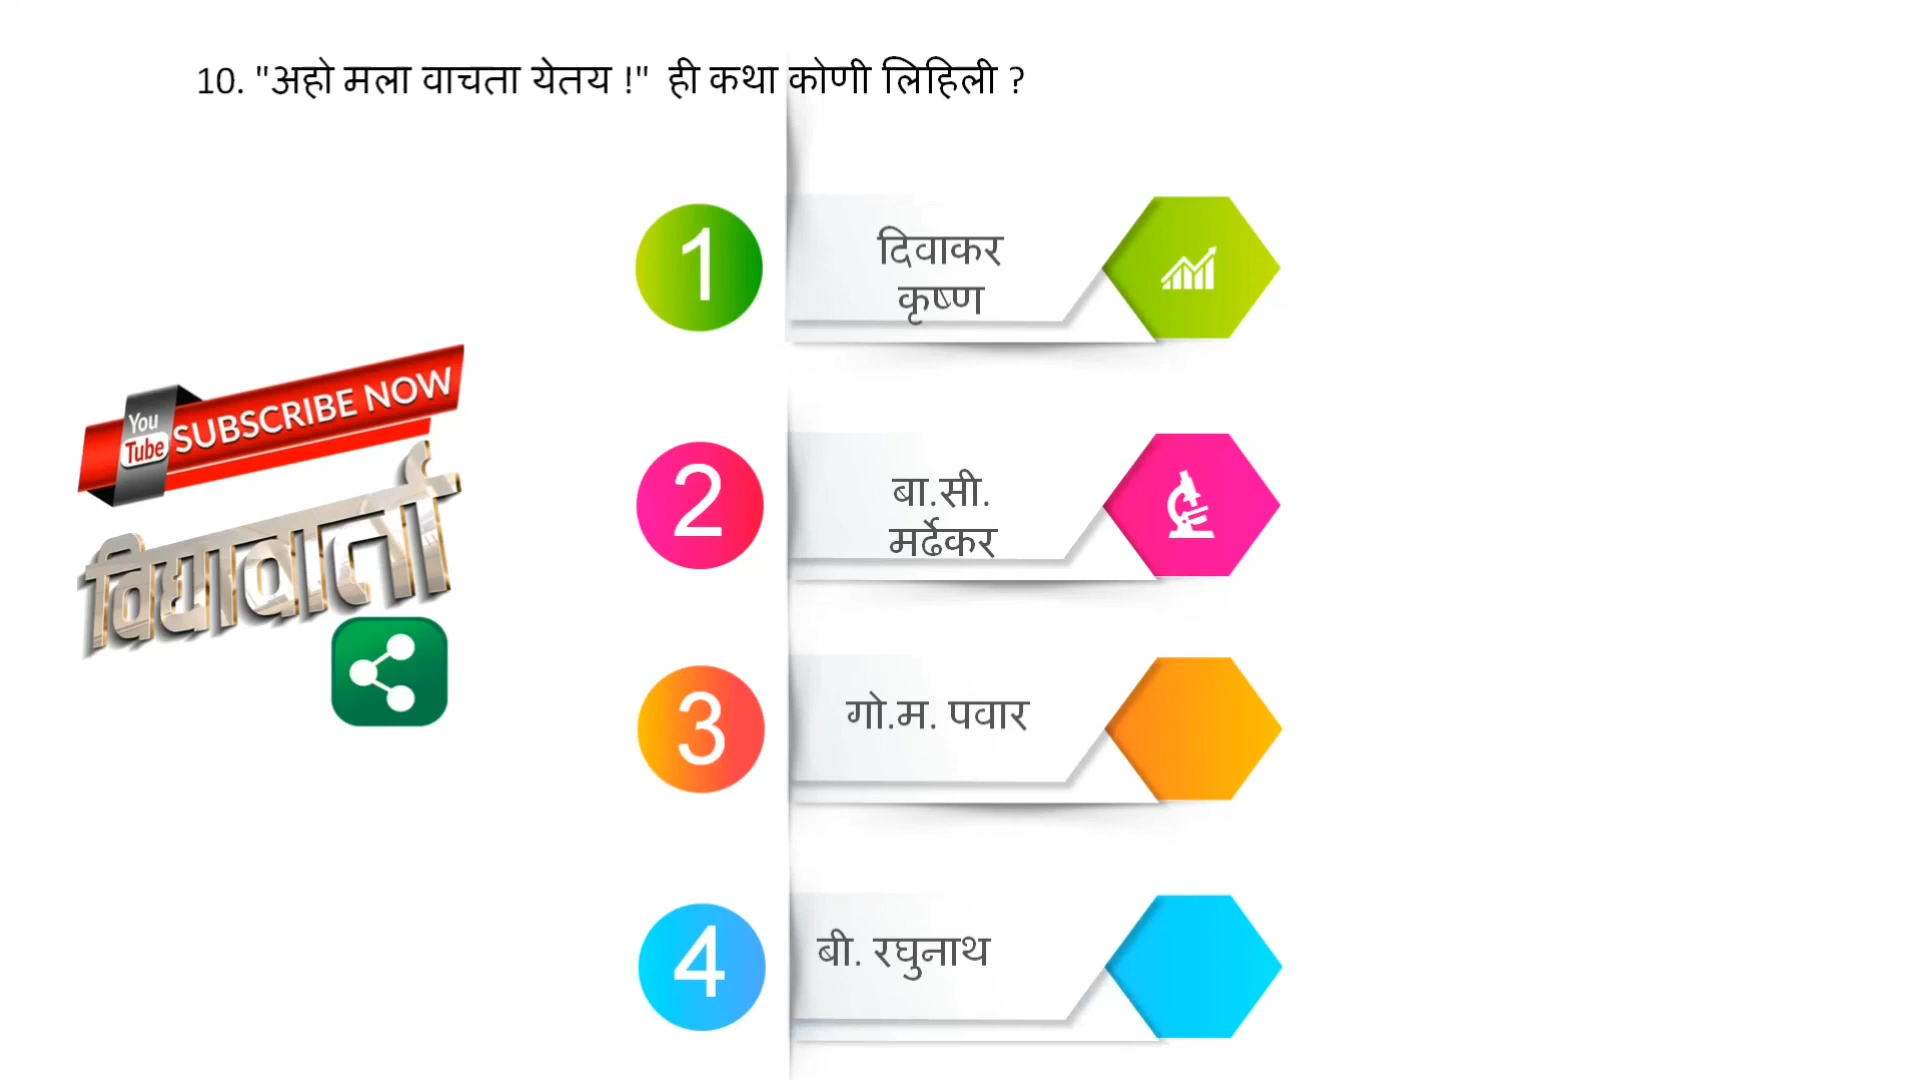 10. "अहो मला वाचता येतय !" ही कथा कोणी लिहिली ?
1
दिवाकर
कृष्ण
You
Tube
SUBSCRIBE NOW
विद्यावार्ता
2
बा.सी.
मर्ढेकर
3
गो.म. पवार
4
बी. रघुनाथ